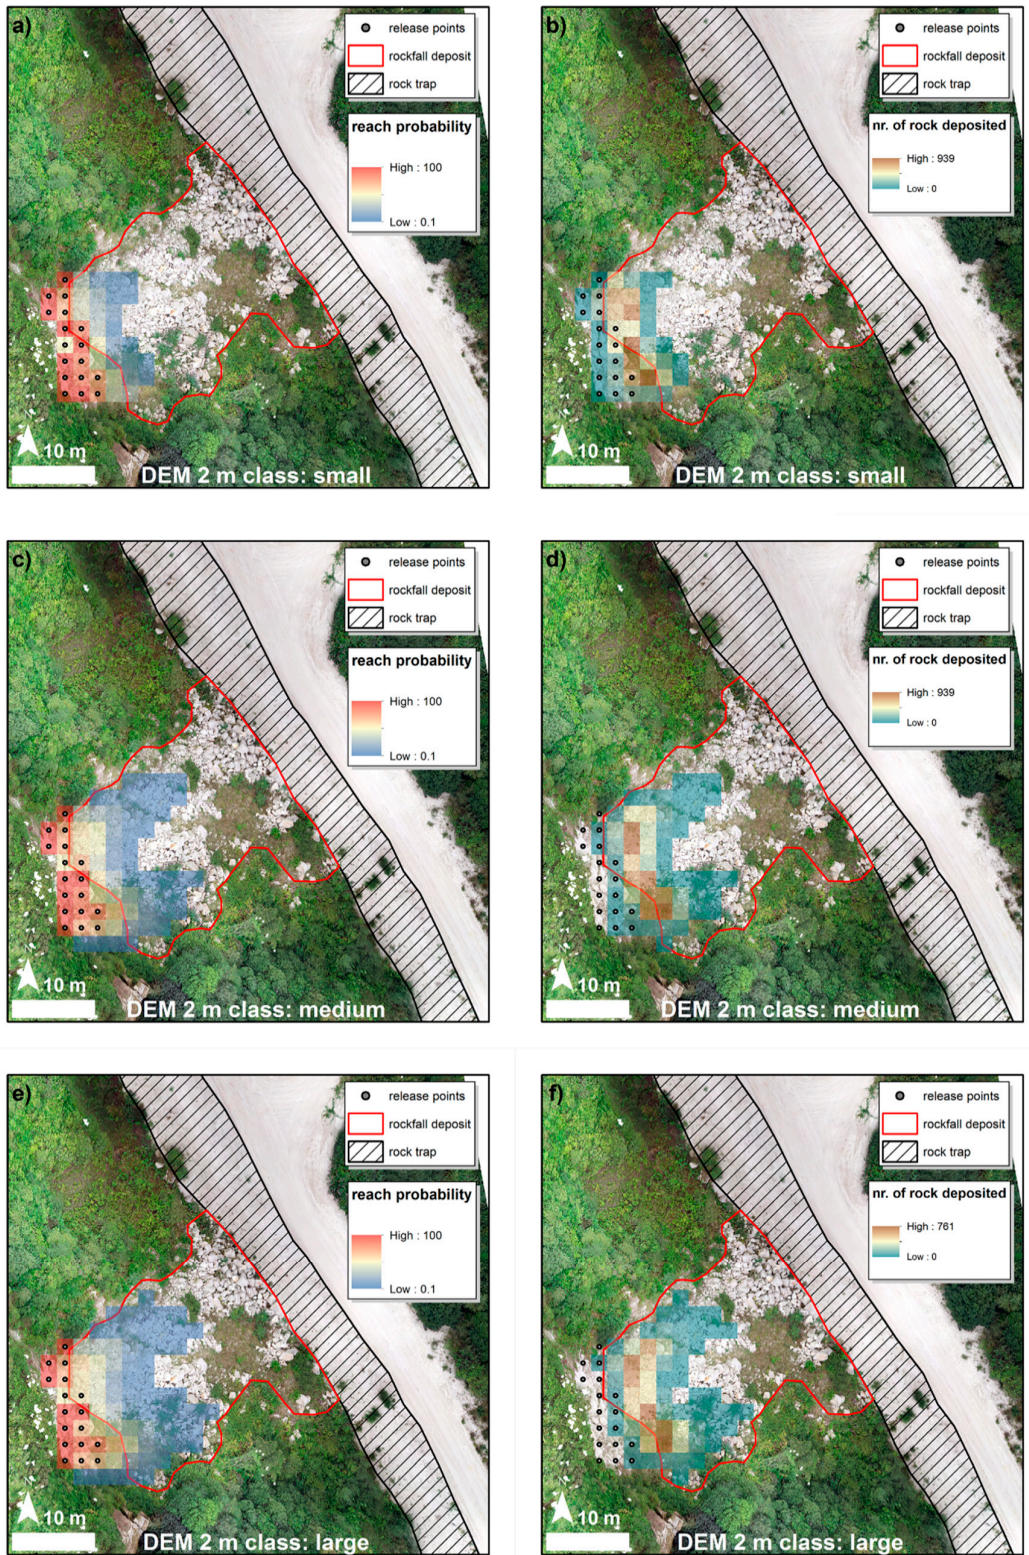 a)
release points
rockfall deposit
rock trap
reach probability
High : 100
Low : 0.1
10 m
DEM 2 m class: small
b)
release points
rockfall deposit
rock trap
nr. of rock deposited
High : 939
Low : 0
10 m
DEM 2 m class: small
c)
release points
rockfall deposit
rock trap
reach probability
High : 100
Low : 0.1
10 m
DEM 2 m class: medium
d)
release points
rockfall deposit
rock trap
nr. of rock deposited
High : 939
Low : 0
10 m
DEM 2 m class: medium
e)
release points
rockfall deposit
rock trap
reach probability
High : 100
Low : 0.1
10 m
DEM 2 m class: large
f)
release points
rockfall deposit
rock trap
nr. of rock deposited
High : 761
Low : 0
10 m
DEM 2 m class: large